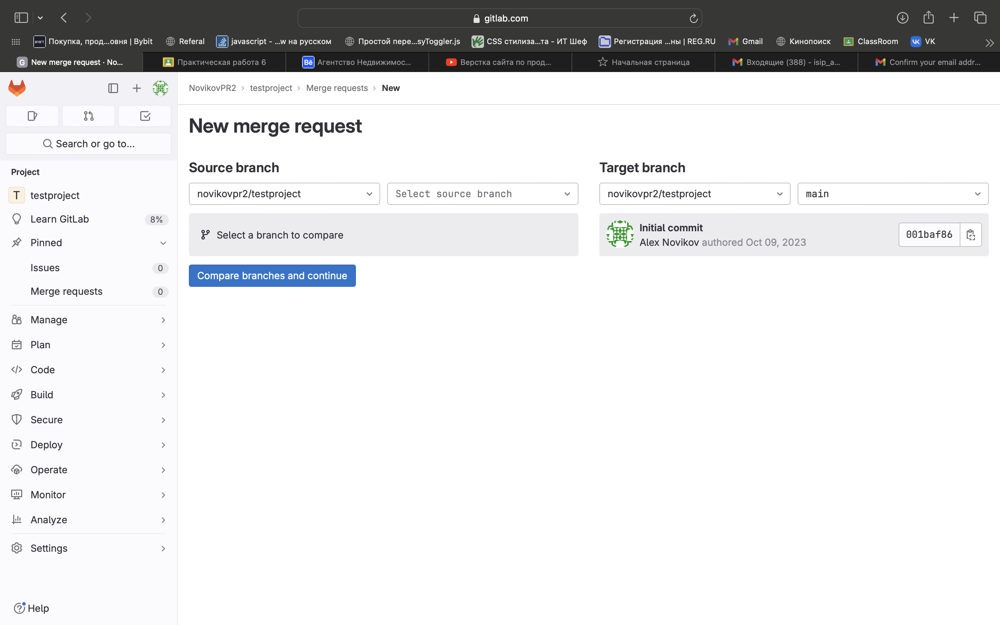 gitlab.com
BYBIT Покупка, прод...овня | Bybit
Referal
javascript - ...w на русском
Простой пере...syToggler.js
CSS стилиза...та - ИТ Шеф
Регистрация ...ны | REG.RU
Gmail
Кинопоиск
ClassRoom
VK
G New merge request · No...
Практическая работа 6
Bē Агентство Недвижимос...
Верстка сайта по прод...
Начальная страница
Входящие (388) - isip_a...
Confirm your email addr...
Search or go to...
Project
T testproject
Learn GitLab 8%
Pinned
Issues 0
Merge requests 0
Manage
Plan
Code
Build
Secure
Deploy
Operate
Monitor
Analyze
Settings
Help
NovikovPR2 > testproject > Merge requests > New
New merge request
Source branch
novikovpr2/testproject
Select source branch
Select a branch to compare
Compare branches and continue
Target branch
novikovpr2/testproject
main
Initial commit
Alex Novikov authored Oct 09, 2023
001baf86